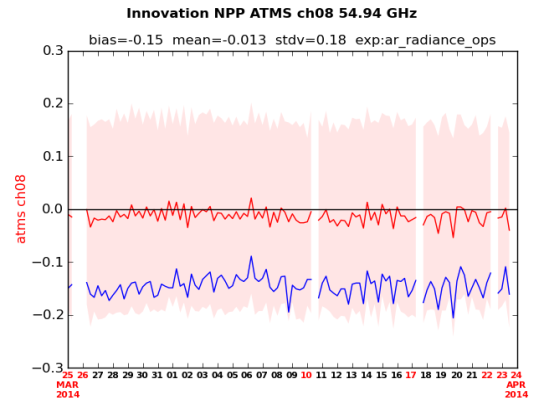 Innovation NPP ATMS ch08 54.94 GHz
bias=-0.15 mean=-0.013 stdv=0.18 exp:ar_radiance_ops
0.3
0.2
0.1
0.0
−0.1
−0.2
−0.3
atms ch08
25 26 27 28 29 30 31 01 02 03 04 05 06 07 08 09 10 11 12 13 14 15 16 17 18 19 20 21 22 23 24
MAR APR
2014 2014